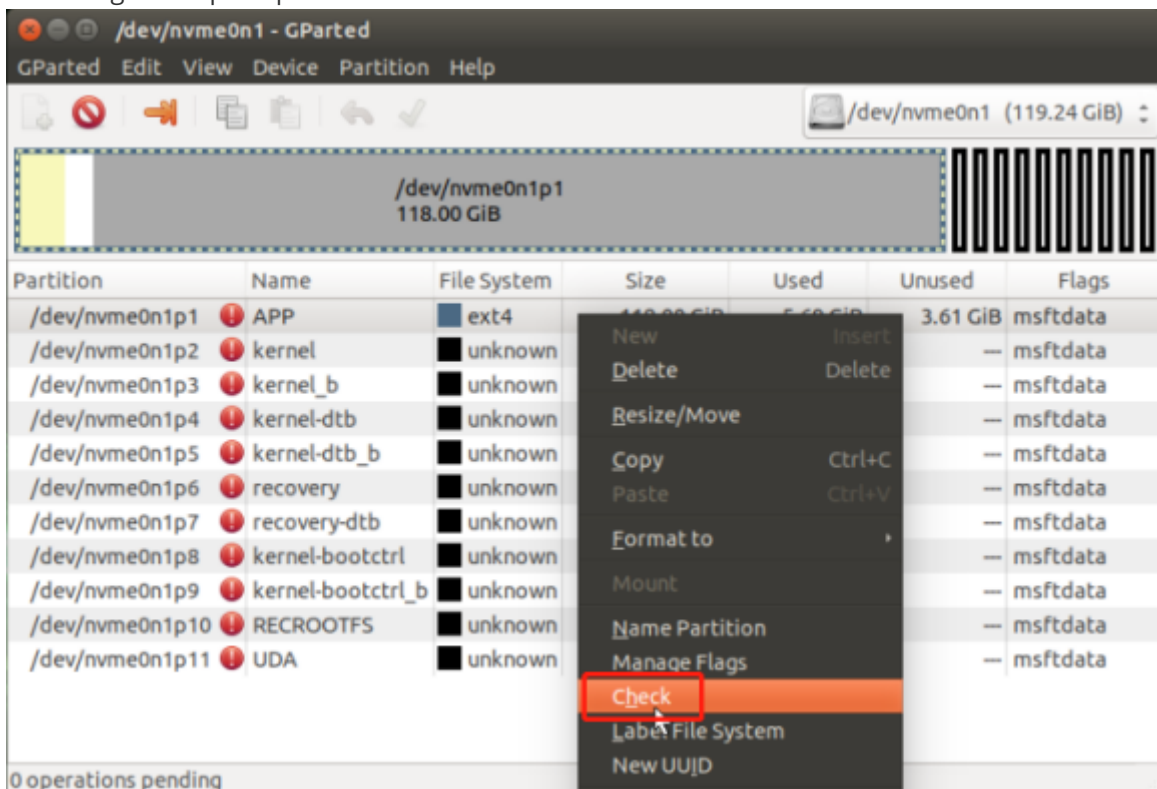 /dev/nvme0n1 - GParted
GParted Edit View Device Partition Help
/dev/nvme0n1 (119.24 GiB)
/dev/nvme0n1p1
118.00 GiB
Partition Name File System Size Used Unused Flags
/dev/nvme0n1p1 APP ext4 3.61 GiB msftdata
/dev/nvme0n1p2 kernel unknown --- msftdata
/dev/nvme0n1p3 kernel_b unknown --- msftdata
/dev/nvme0n1p4 kernel-dtb unknown --- msftdata
/dev/nvme0n1p5 kernel-dtb_b unknown --- msftdata
/dev/nvme0n1p6 recovery unknown --- msftdata
/dev/nvme0n1p7 recovery-dtb unknown --- msftdata
/dev/nvme0n1p8 kernel-bootctrl unknown --- msftdata
/dev/nvme0n1p9 kernel-bootctrl_b unknown --- msftdata
/dev/nvme0n1p10 RECROOTFS unknown --- msftdata
/dev/nvme0n1p11 UDA unknown --- msftdata
New Insert
Delete Delete
Resize/Move
Copy Ctrl+C
Paste Ctrl+V
Format to
Mount
Name Partition
Manage Flags
Check
Label File System
New UUID
0 operations pending